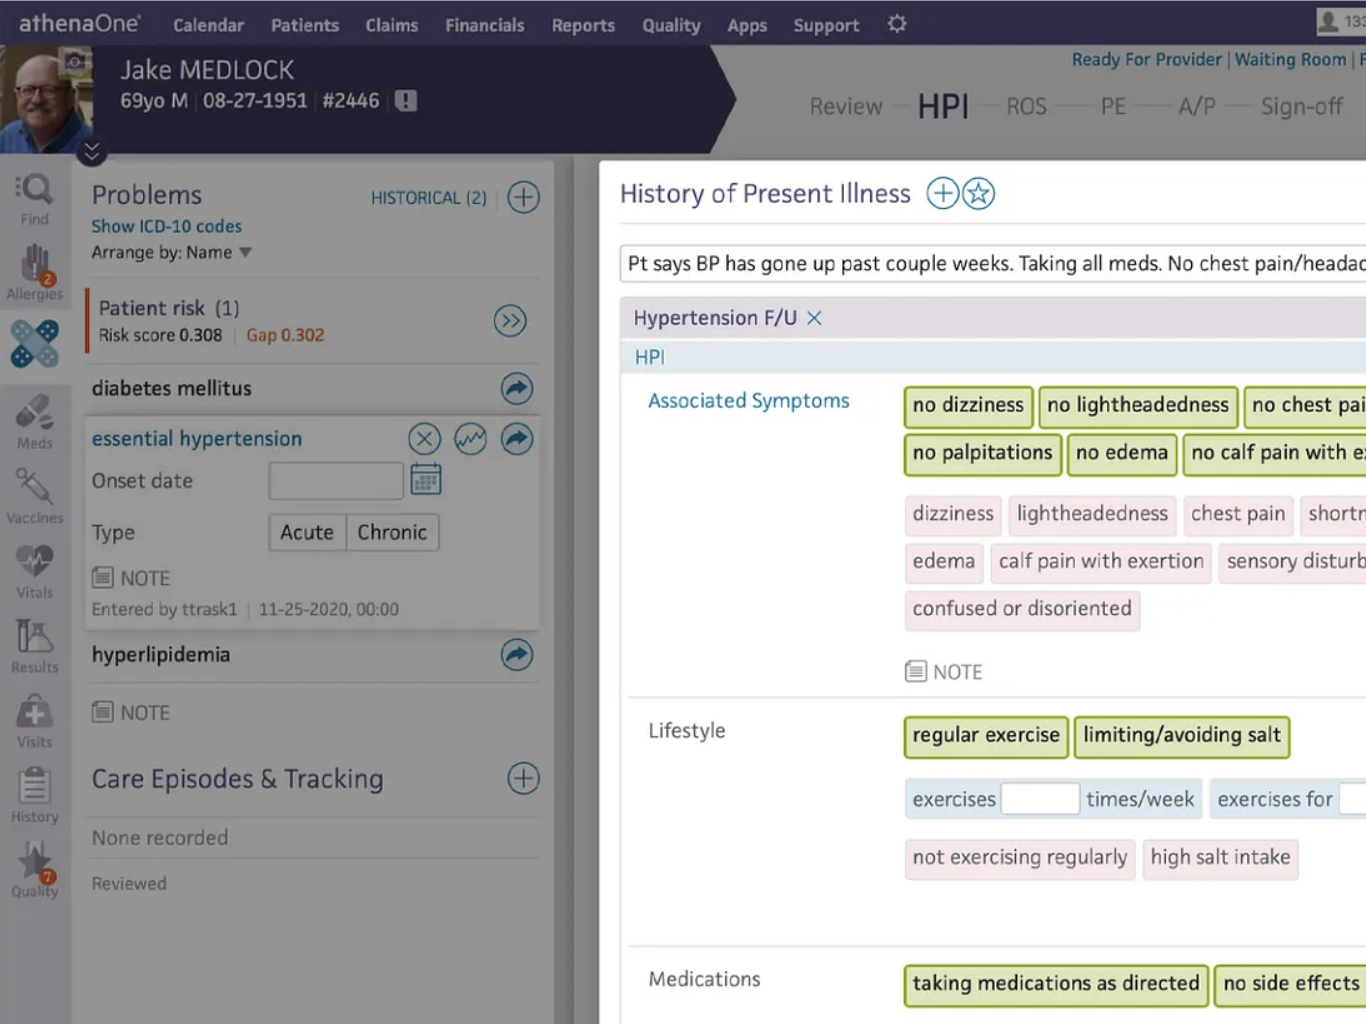 athenaOne Calendar Patients Claims Financials Reports Quality Apps Support 133
Jake MEDLOCK
69yo M 08-27-1951 #2446 !
Ready For Provider | Waiting Room |
Review HPI ROS PE A/P Sign-off
Find
2
Allergies
Meds
Vaccines
Vitals
Results
Visits
History
7
Quality
Problems HISTORICAL (2)
Show ICD-10 codes
Arrange by: Name
Patient risk (1)
Risk score 0.308 Gap 0.302
diabetes mellitus
essential hypertension
Onset date
Type Acute Chronic
NOTE
Entered by ttrask1 | 11-25-2020, 00:00
hyperlipidemia
NOTE
Care Episodes & Tracking
None recorded
Reviewed
History of Present Illness
Pt says BP has gone up past couple weeks. Taking all meds. No chest pain/headac
Hypertension F/U
HPI
Associated Symptoms
no dizziness no lightheadedness no chest pai
no palpitations no edema no calf pain with ex
dizziness lightheadedness chest pain shortn
edema calf pain with exertion sensory disturb
confused or disoriented
NOTE
Lifestyle
regular exercise limiting/avoiding salt
exercises times/week exercises for
not exercising regularly high salt intake
Medications
taking medications as directed no side effects